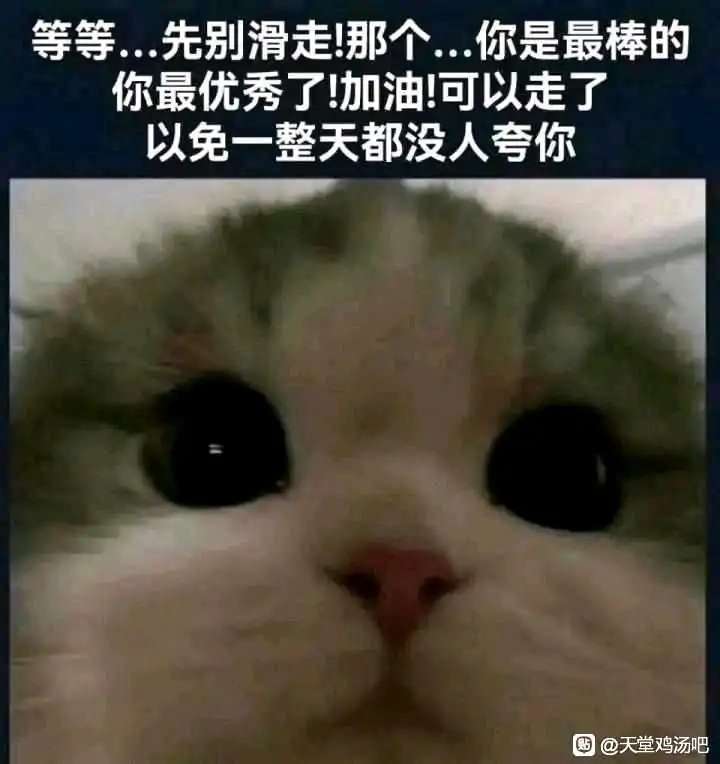 等等...先别滑走!那个...你是最棒的
你最优秀了!加油!可以走了
以免一整天都没人夸你
贴 @天堂鸡汤吧